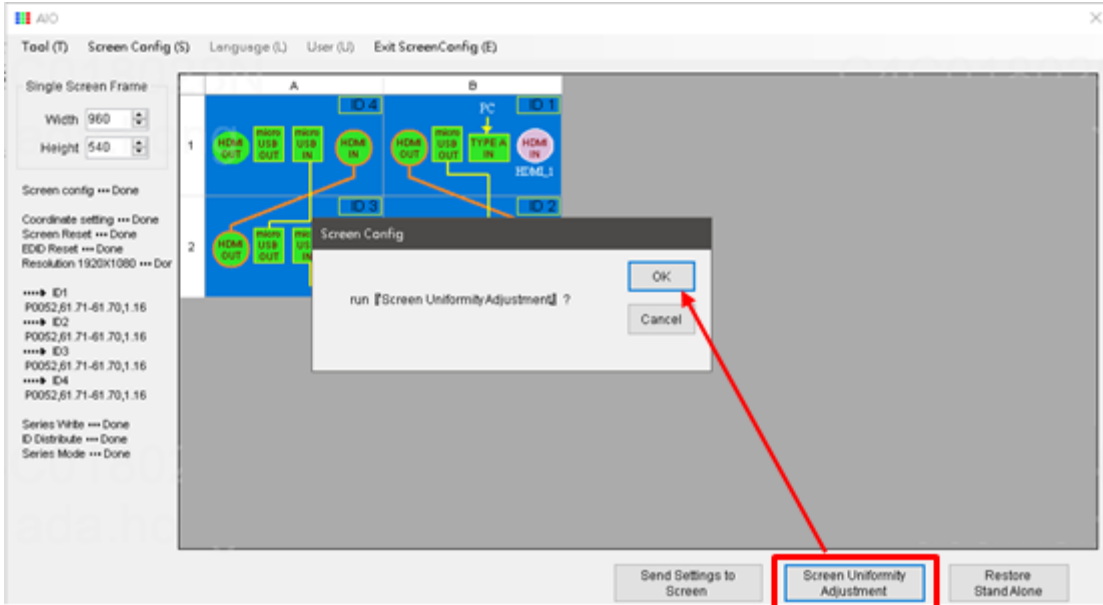 AIO
Tool (T) Screen Config (S) Language (L) User (U) Exit ScreenConfig (E)
Single Screen Frame
Width 960
Height 540
Screen config ••• Done
Coordinate setting ••• Done
Screen Reset ••• Done
EDID Reset ••• Done
Resolution 1920X1080 ••• Dor
ID1
P0052,61.71-61.70,1.16
ID2
P0052,61.71-61.70,1.16
ID3
P0052,61.71-61.70,1.16
ID4
P0052,61.71-61.70,1.16
Series Write ••• Done
ID Distribute ••• Done
Series Mode ••• Done
A B
1
ID 4
HDMI OUT
micro USB OUT
micro USB IN
HDMI IN
PC
ID 1
HDMI OUT
micro USB OUT
TYPE A IN
HDMI IN
HDMI_1
2
ID 3
HDMI OUT
micro USB OUT
ID 2
Screen Config
run『Screen Uniformity Adjustment』?
OK
Cancel
Send Settings to
Screen
Screen Uniformity
Adjustment
Restore
Stand Alone